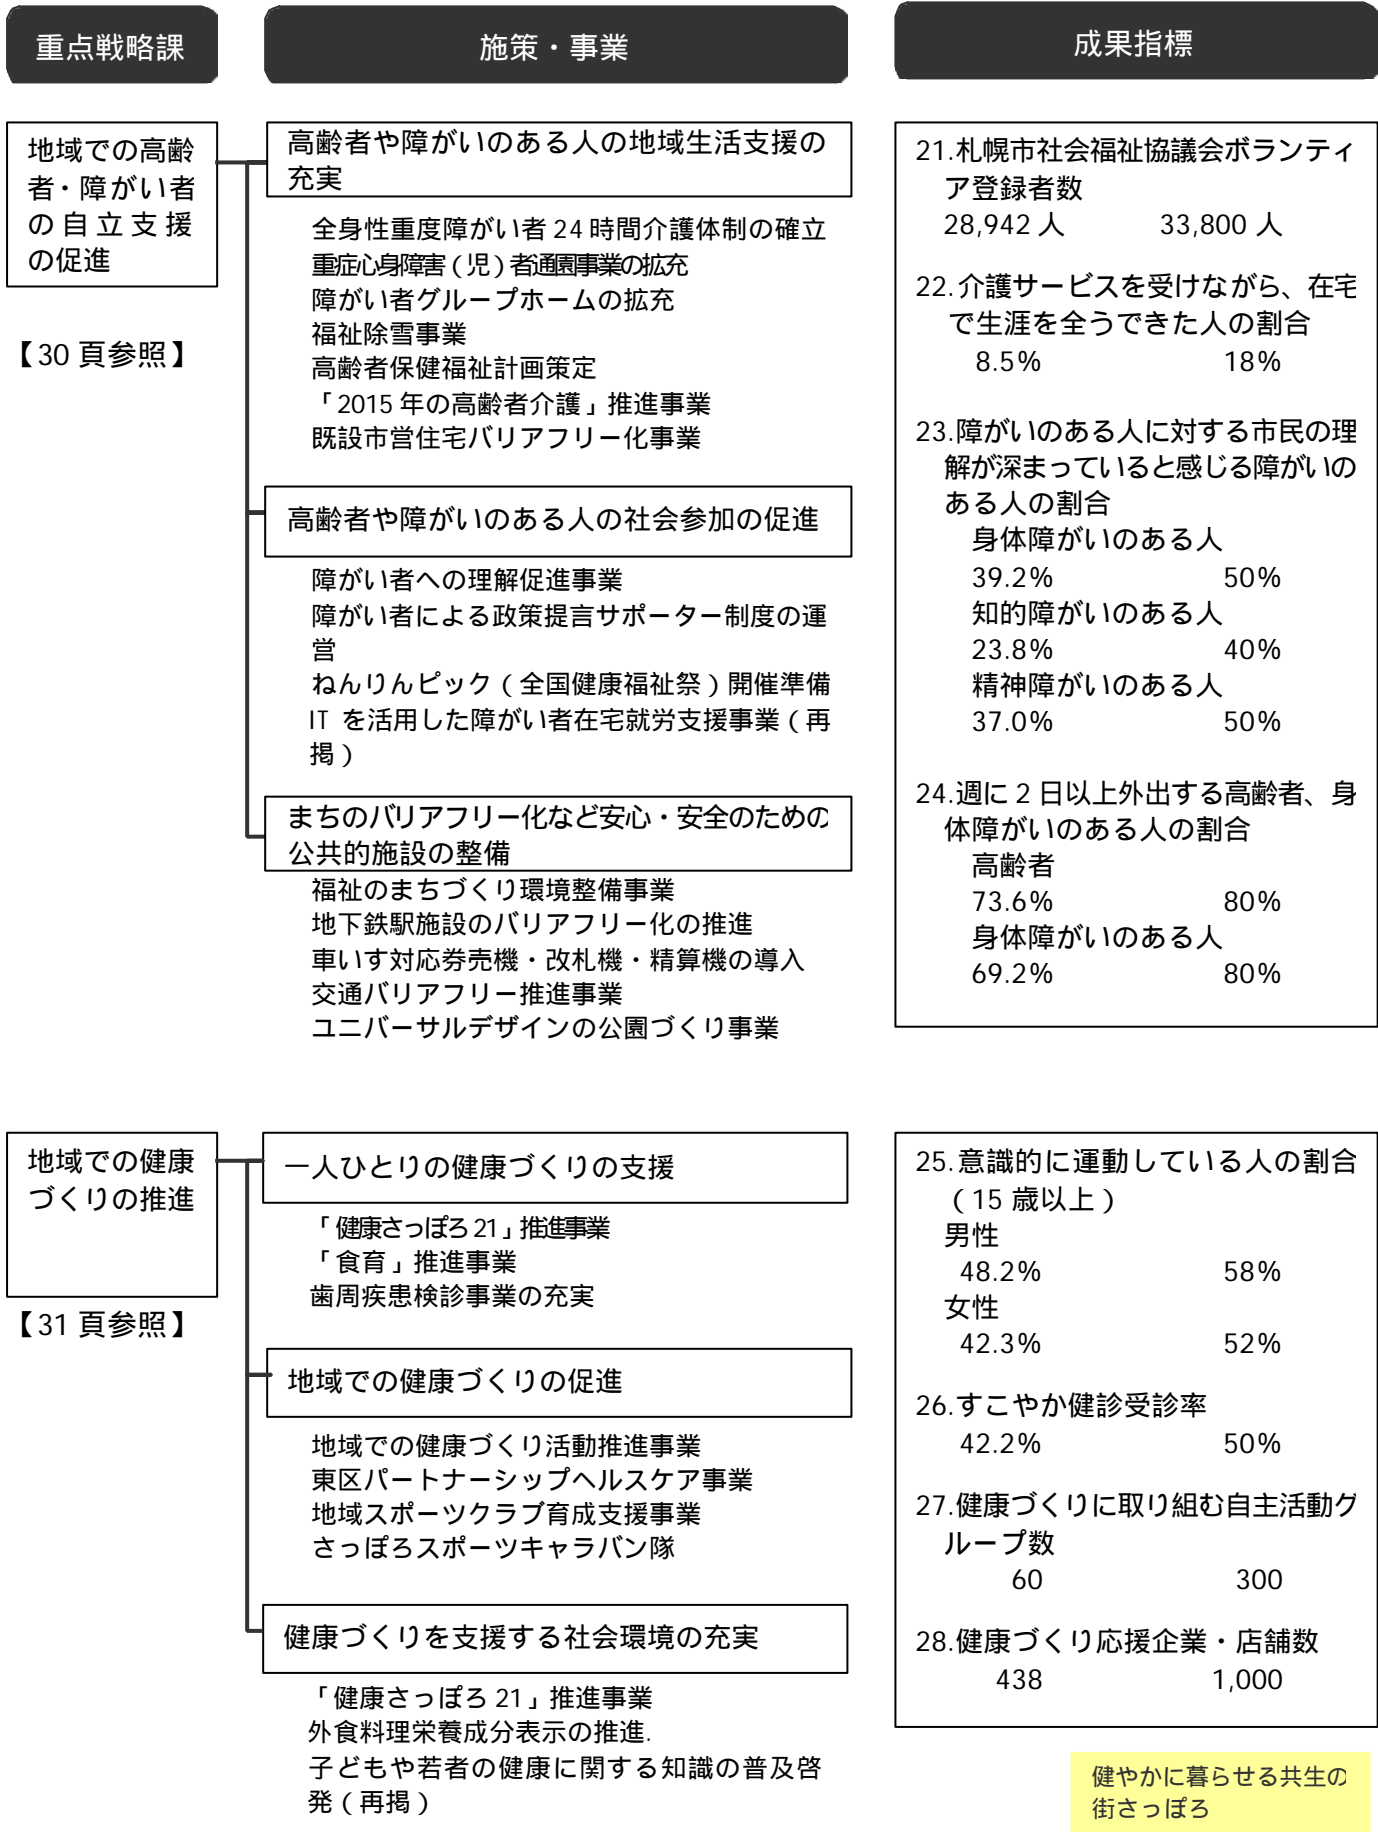 重点戦略課
施策・事業
成果指標
地域での高齢
者・障がい者
の自立支援
の促進
【30 頁参照】
高齢者や障がいのある人の地域生活支援の
充実
全身性重度障がい者 24 時間介護体制の確立
重症心身障害（児）者通園事業の拡充
障がい者グループホームの拡充
福祉除雪事業
高齢者保健福祉計画策定
「2015 年の高齢者介護」推進事業
既設市営住宅バリアフリー化事業
高齢者や障がいのある人の社会参加の促進
障がい者への理解促進事業
障がい者による政策提言サポーター制度の運
営
ねんりんピック（全国健康福祉祭）開催準備
IT を活用した障がい者在宅就労支援事業（再
掲）
まちのバリアフリー化など安心・安全のための
公共的施設の整備
福祉のまちづくり環境整備事業
地下鉄駅施設のバリアフリー化の推進
車いす対応券売機・改札機・精算機の導入
交通バリアフリー推進事業
ユニバーサルデザインの公園づくり事業
21.札幌市社会福祉協議会ボランティ
ア登録者数
28,942 人 33,800 人
22.介護サービスを受けながら、在宅
で生涯を全うできた人の割合
8.5% 18%
23.障がいのある人に対する市民の理
解が深まっていると感じる障がいの
ある人の割合
身体障がいのある人
39.2% 50%
知的障がいのある人
23.8% 40%
精神障がいのある人
37.0% 50%
24.週に 2 日以上外出する高齢者、身
体障がいのある人の割合
高齢者
73.6% 80%
身体障がいのある人
69.2% 80%
地域での健康
づくりの推進
【31 頁参照】
一人ひとりの健康づくりの支援
「健康さっぽろ 21」推進事業
「食育」推進事業
歯周疾患検診事業の充実
地域での健康づくりの促進
地域での健康づくり活動推進事業
東区パートナーシップヘルスケア事業
地域スポーツクラブ育成支援事業
さっぽろスポーツキャラバン隊
健康づくりを支援する社会環境の充実
「健康さっぽろ 21」推進事業
外食料理栄養成分表示の推進.
子どもや若者の健康に関する知識の普及啓
発（再掲）
25.意識的に運動している人の割合
（15 歳以上）
男性
48.2% 58%
女性
42.3% 52%
26.すこやか健診受診率
42.2% 50%
27.健康づくりに取り組む自主活動グ
ループ数
60 300
28.健康づくり応援企業・店舗数
438 1,000
健やかに暮らせる共生の
街さっぽろ